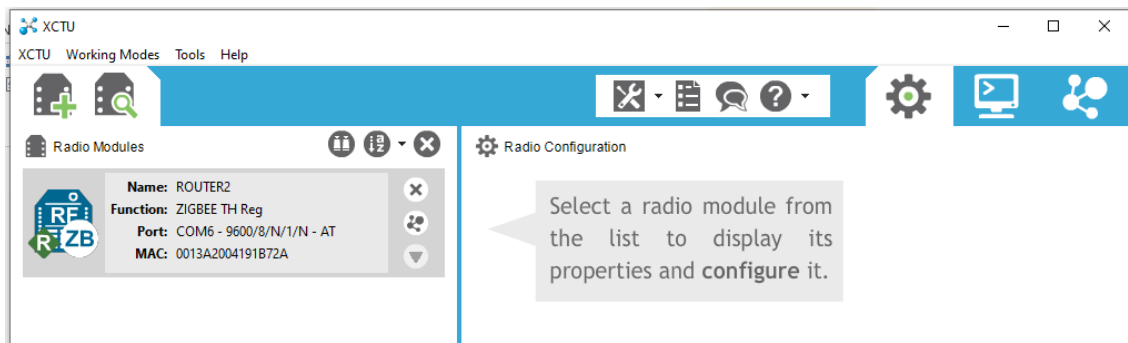 XCTU
XCTU Working Modes Tools Help
Radio Modules
Radio Configuration
Name: ROUTER2
Function: ZIGBEE TH Reg
Port: COM6 - 9600/8/N/1/N - AT
MAC: 0013A2004191B72A
RF
R ZB
Select a radio module from
the list to display its
properties and configure it.